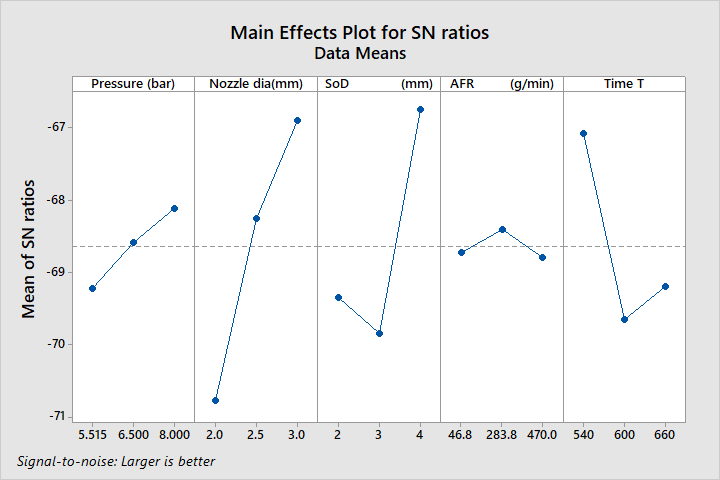 Main Effects Plot for SN ratios
Data Means
Pressure (bar) Nozzle dia(mm) SoD (mm) AFR (g/min) Time T
Mean of SN ratios
-67
-68
-69
-70
-71
5.515 6.500 8.000 2.0 2.5 3.0 2 3 4 46.8 283.8 470.0 540 600 660
Signal-to-noise: Larger is better